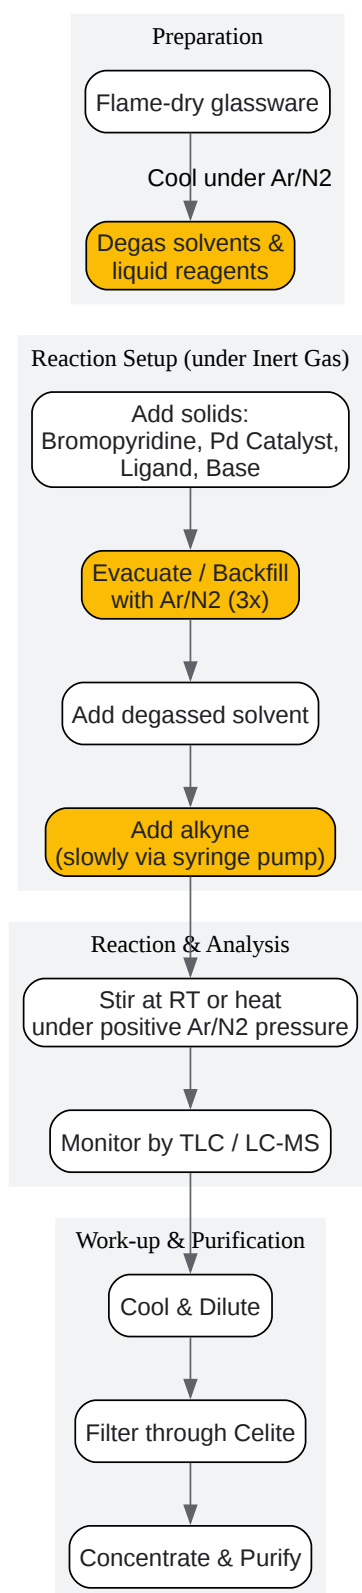 Preparation
Flame-dry glassware
Cool under Ar/N2
Degas solvents &
liquid reagents
Reaction Setup (under Inert Gas)
Add solids:
Bromopyridine, Pd Catalyst,
Ligand, Base
Evacuate / Backfill
with Ar/N2 (3x)
Add degassed solvent
Add alkyne
(slowly via syringe pump)
Reaction & Analysis
Stir at RT or heat
under positive Ar/N2 pressure
Monitor by TLC / LC-MS
Work-up & Purification
Cool & Dilute
Filter through Celite
Concentrate & Purify